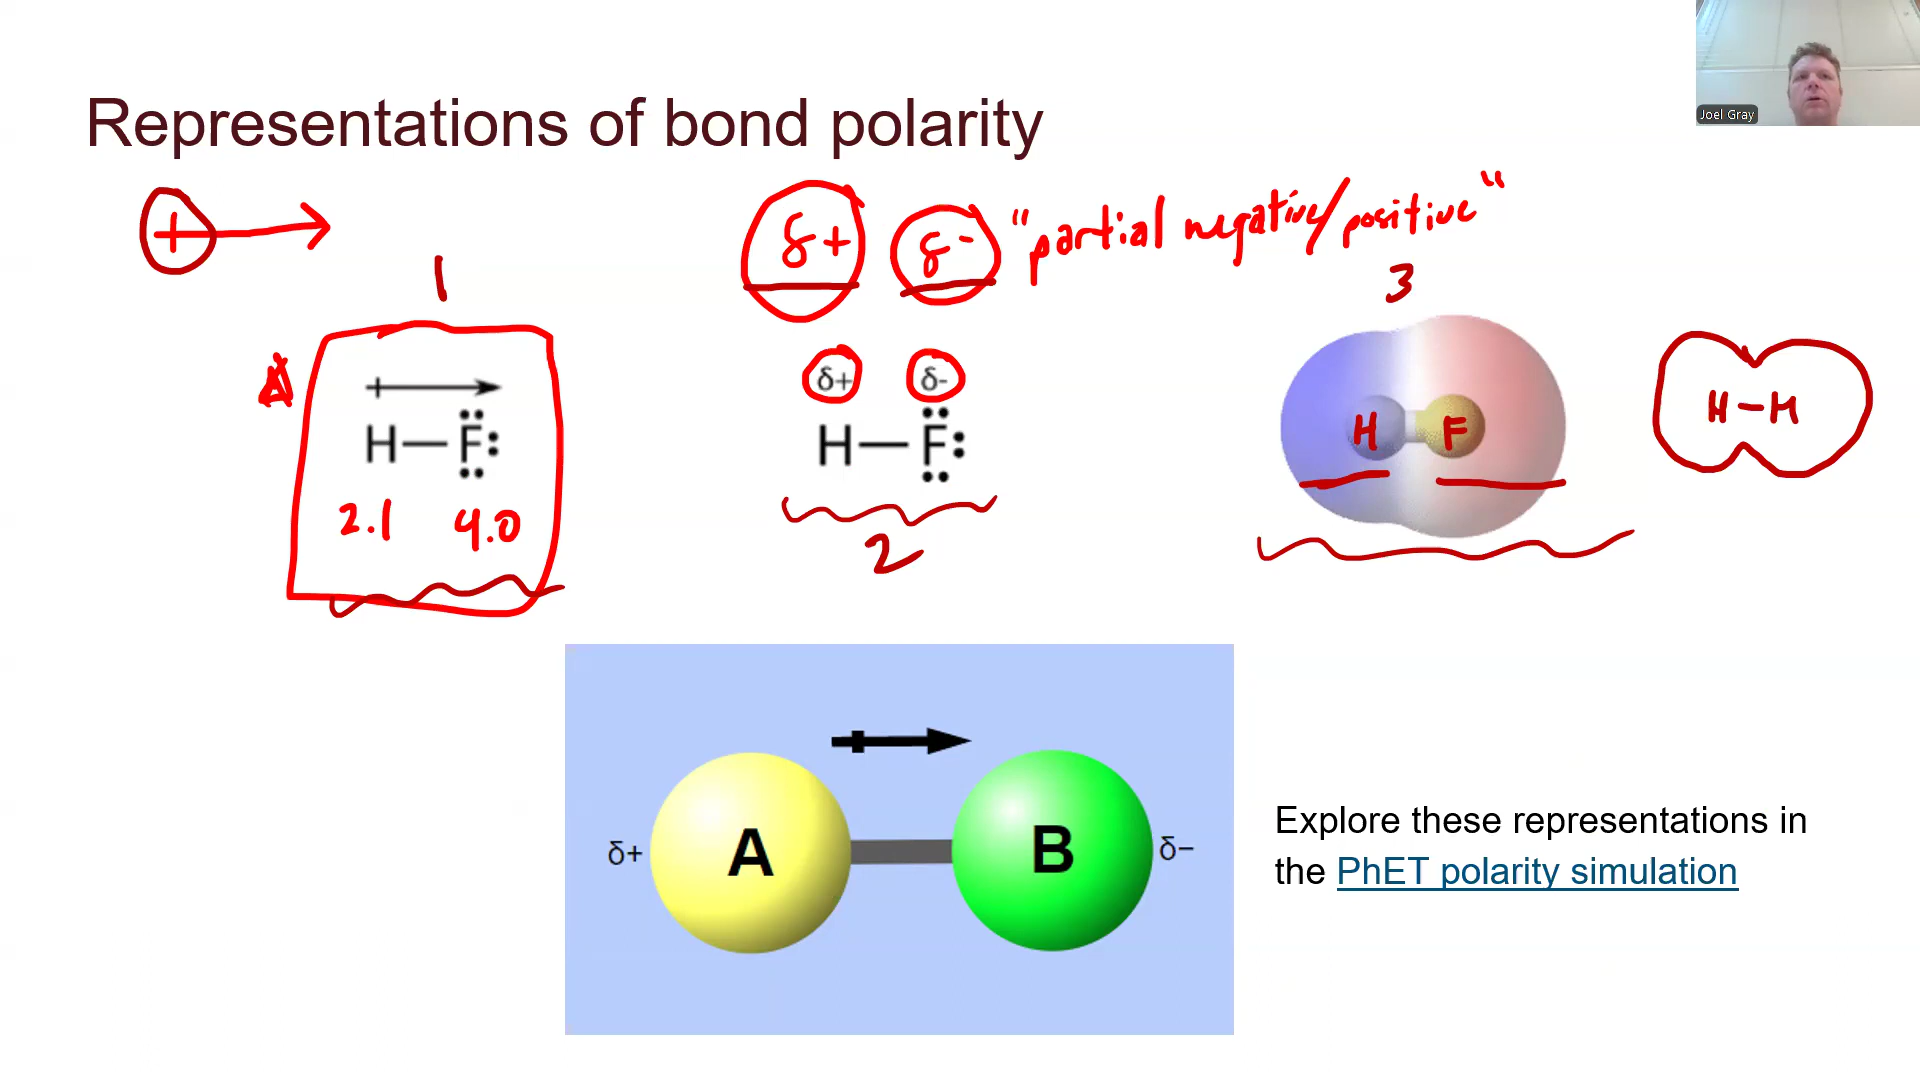 Joel Gray
Representations of bond polarity
+
δ+ δ- "partial negative/positive"
1
3
δ+ δ-
H—F:
H—F:
H F
H-H
2.1 4.0
2
A B
δ+ δ−
Explore these representations in
the PhET polarity simulation